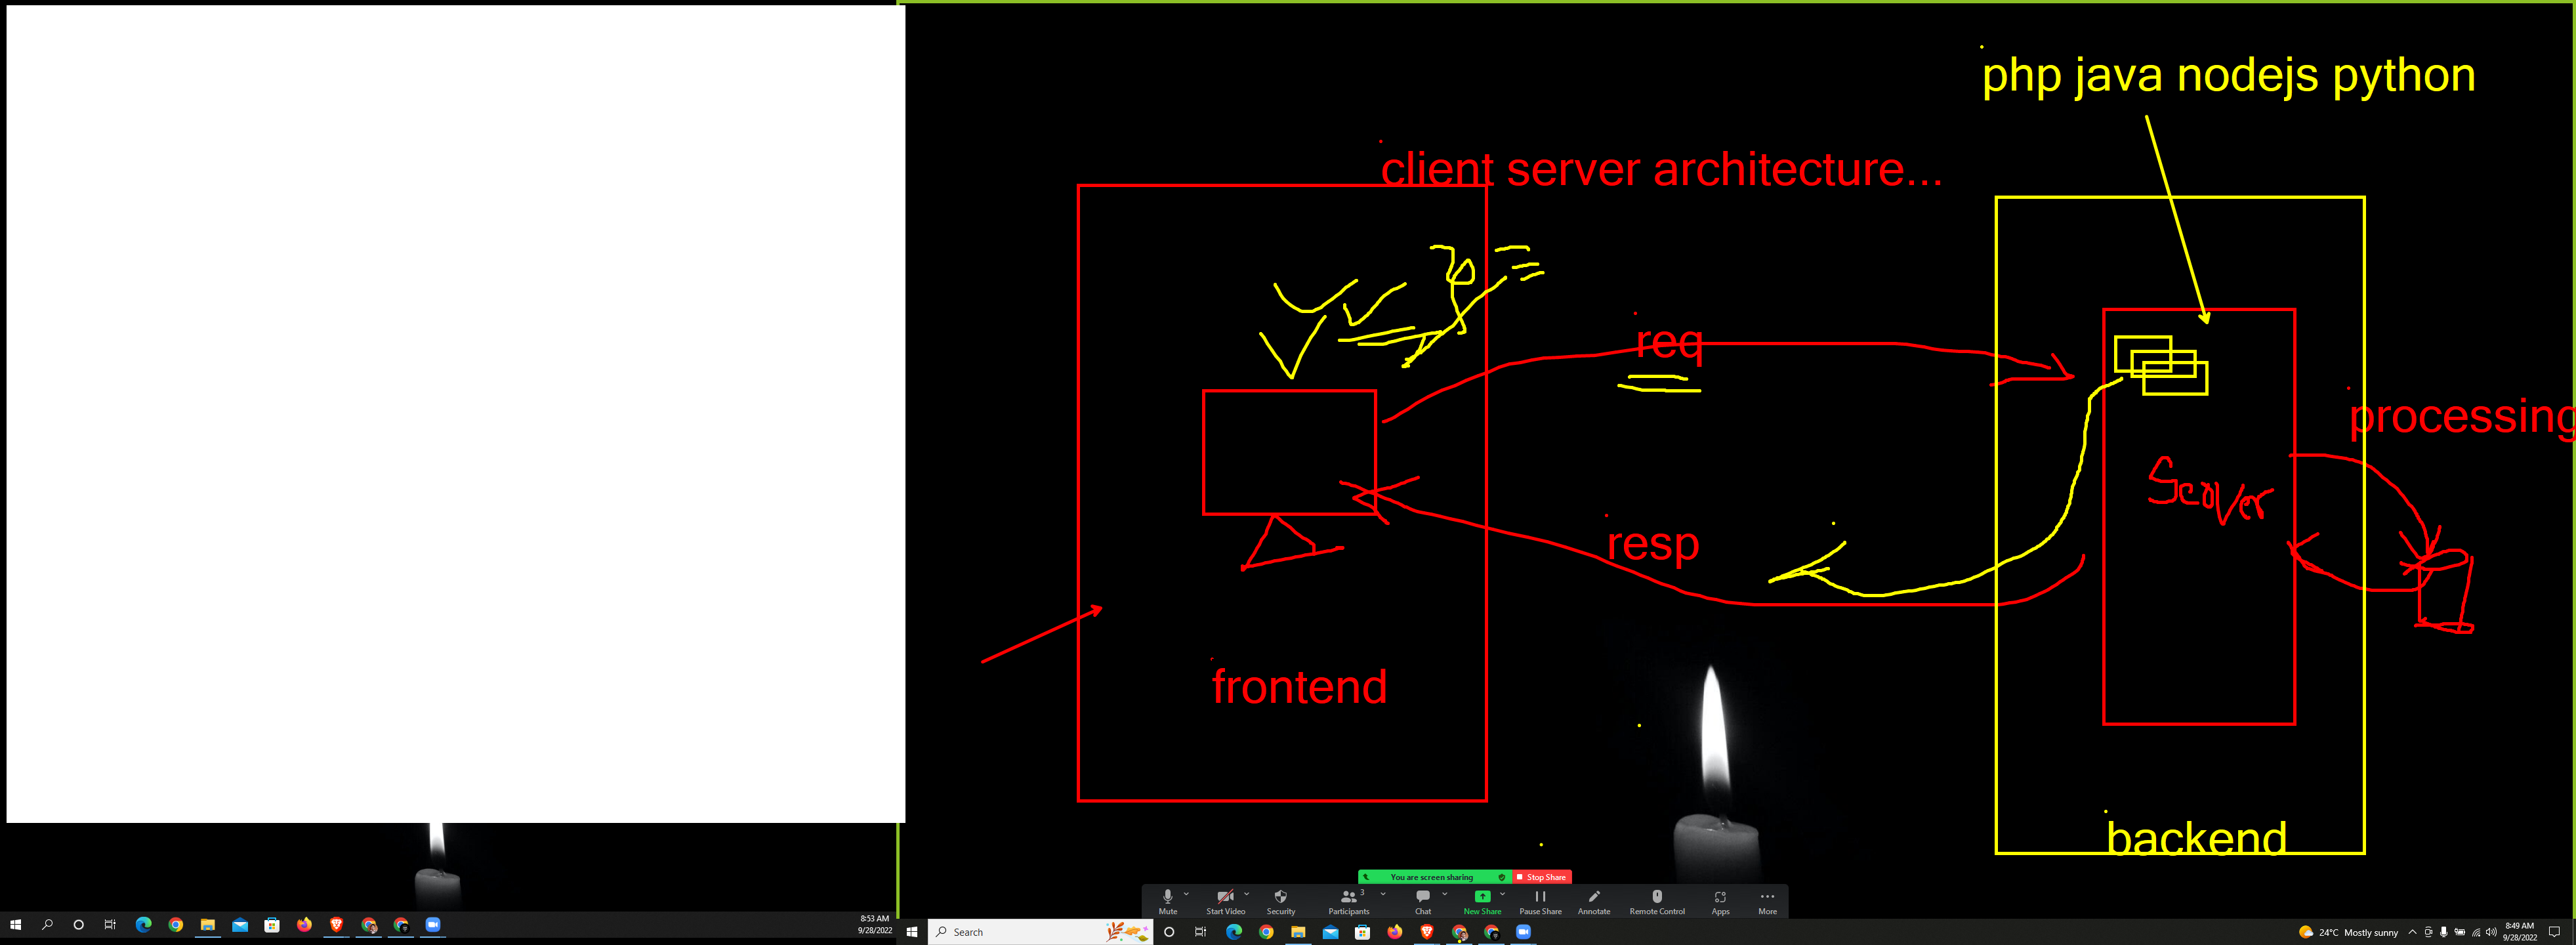 php java nodejs python
client server architecture...
req
processing
Server
resp
frontend
backend
You are screen sharing
Stop Share
3
Mute
Start Video
Security
Participants
Chat
New Share
Pause Share
Annotate
Remote Control
Apps
More
8:53 AM
9/28/2022
Search
24°C Mostly sunny
8:49 AM
9/28/2022